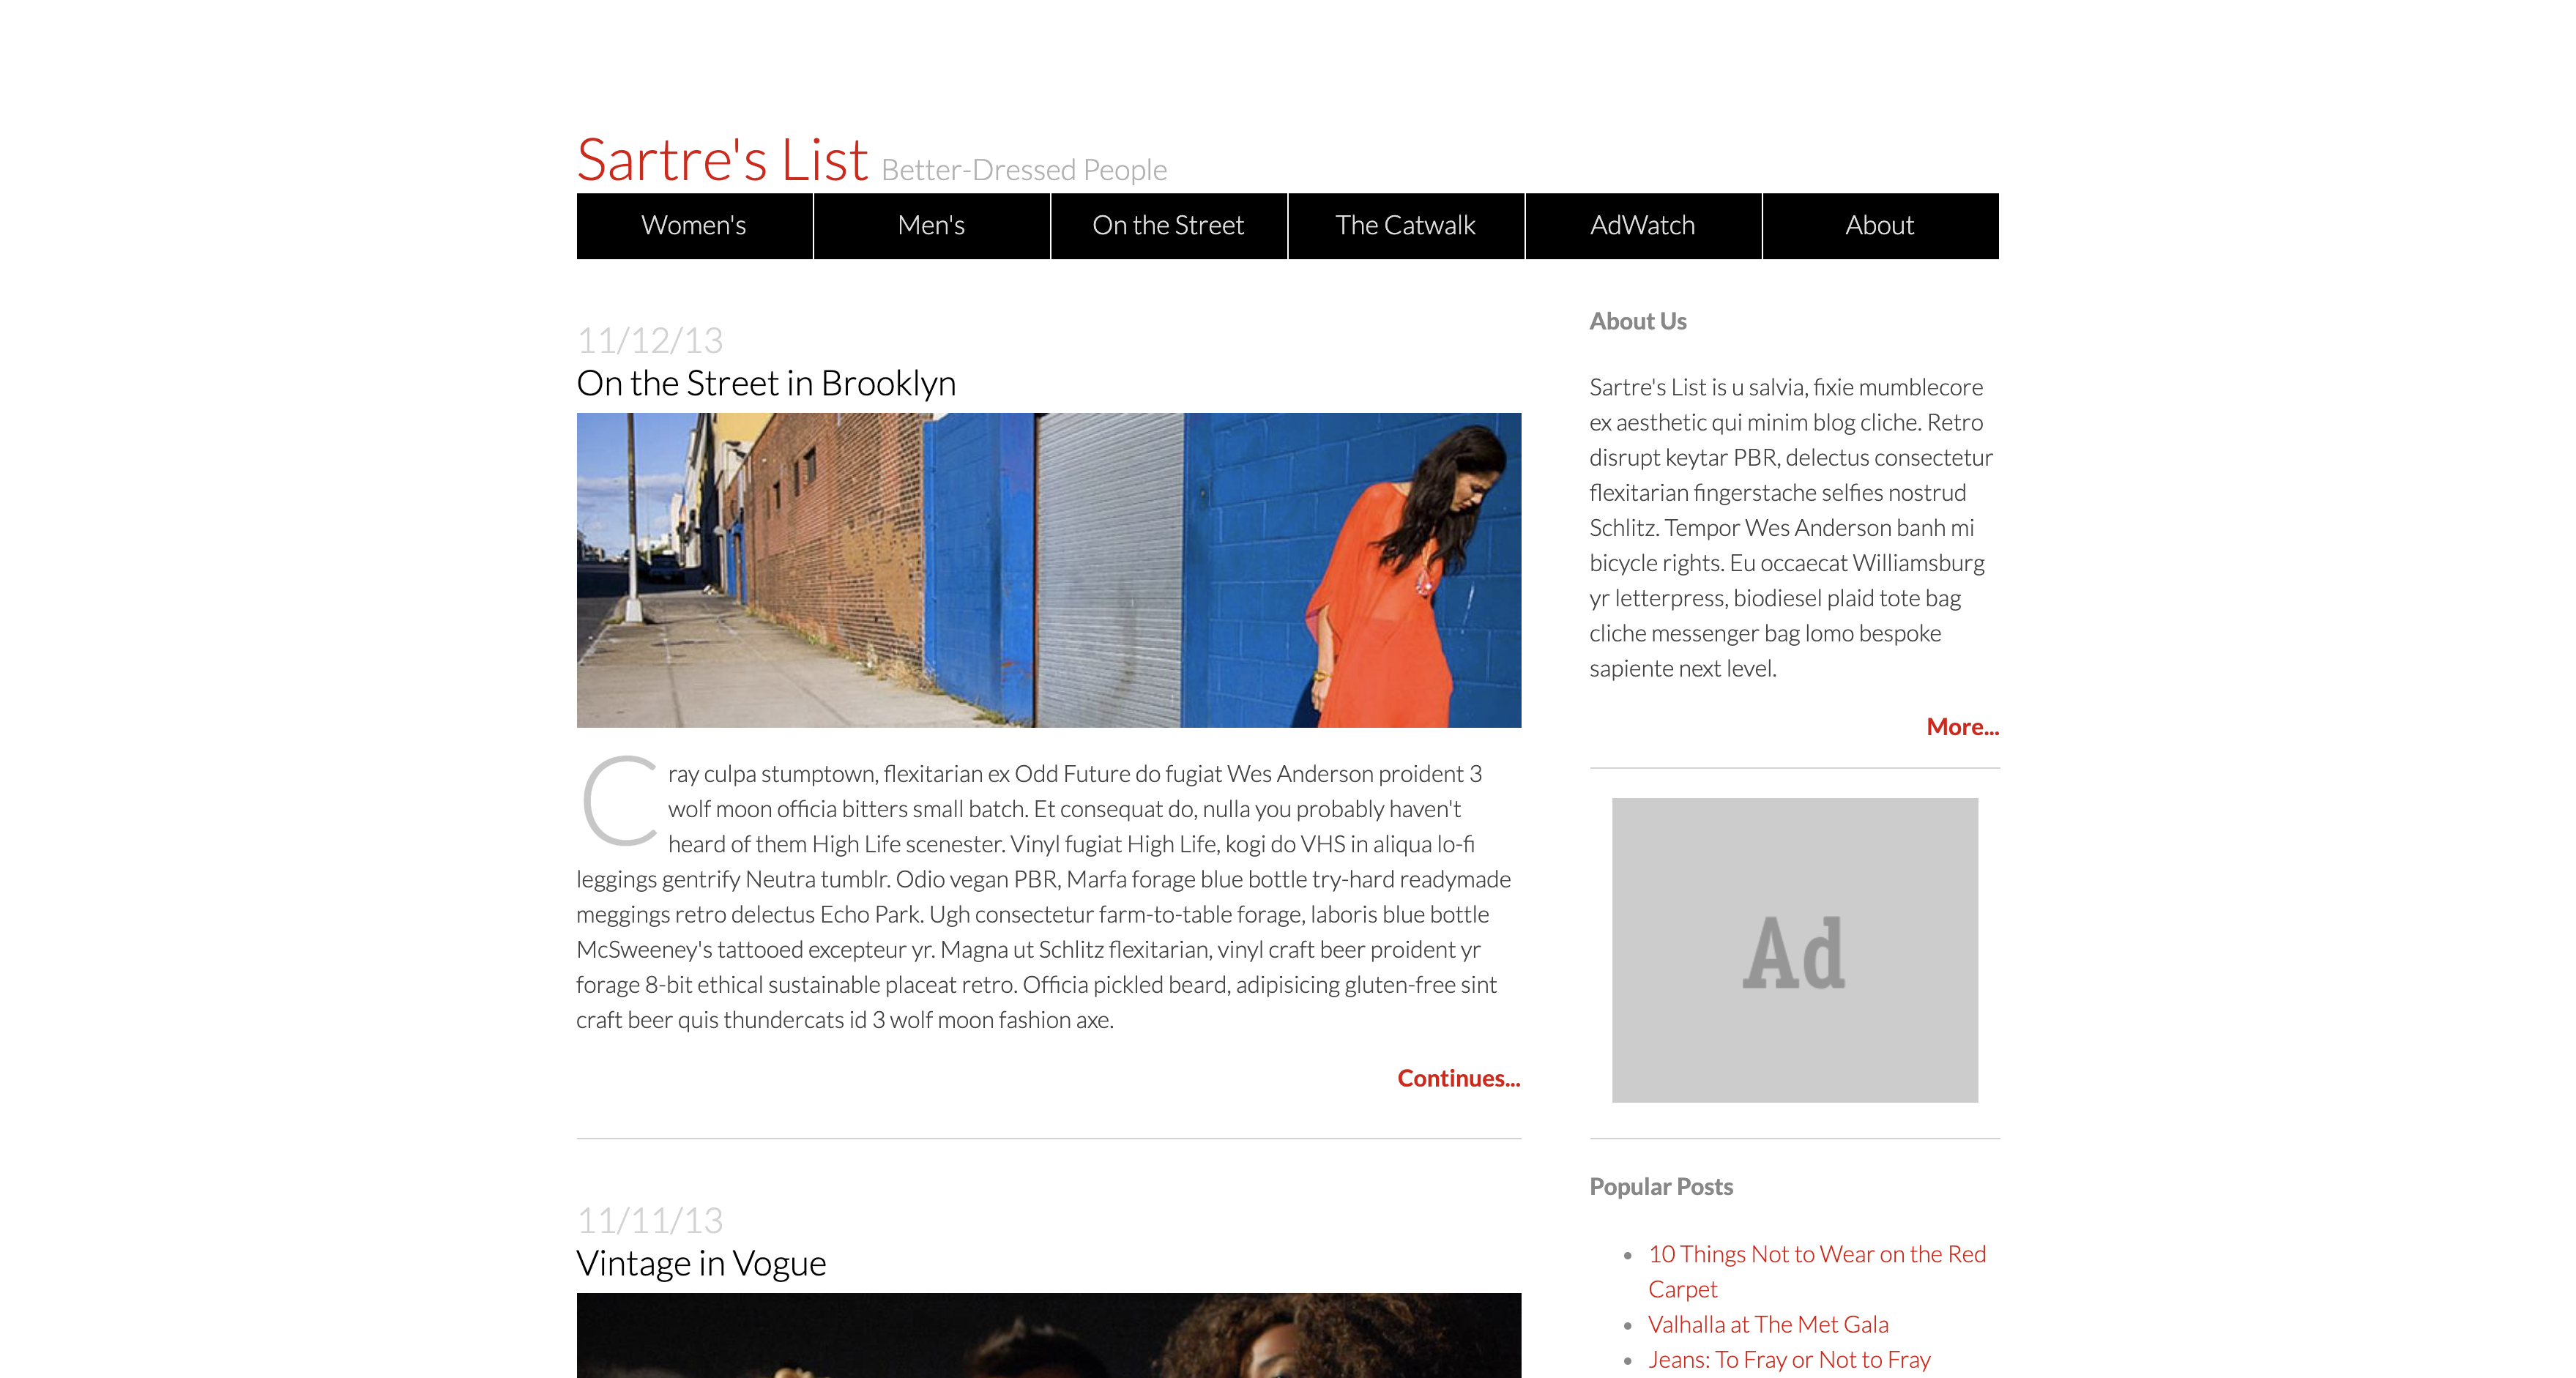 Sartre's List Better-Dressed People
Women's Men's On the Street The Catwalk AdWatch About
11/12/13
On the Street in Brooklyn
Cray culpa stumptown, flexitarian ex Odd Future do fugiat Wes Anderson proident 3
wolf moon officia bitters small batch. Et consequat do, nulla you probably haven't
heard of them High Life scenester. Vinyl fugiat High Life, kogi do VHS in aliqua lo-fi
leggings gentrify Neutra tumblr. Odio vegan PBR, Marfa forage blue bottle try-hard readymade
meggings retro delectus Echo Park. Ugh consectetur farm-to-table forage, laboris blue bottle
McSweeney's tattooed excepteur yr. Magna ut Schlitz flexitarian, vinyl craft beer proident yr
forage 8-bit ethical sustainable placeat retro. Officia pickled beard, adipisicing gluten-free sint
craft beer quis thundercats id 3 wolf moon fashion axe.
Continues...
11/11/13
Vintage in Vogue
About Us
Sartre's List is u salvia, fixie mumblecore
ex aesthetic qui minim blog cliche. Retro
disrupt keytar PBR, delectus consectetur
flexitarian fingerstache selfies nostrud
Schlitz. Tempor Wes Anderson banh mi
bicycle rights. Eu occaecat Williamsburg
yr letterpress, biodiesel plaid tote bag
cliche messenger bag lomo bespoke
sapiente next level.
More...
Ad
Popular Posts
• 10 Things Not to Wear on the Red
Carpet
• Valhalla at The Met Gala
• Jeans: To Fray or Not to Fray